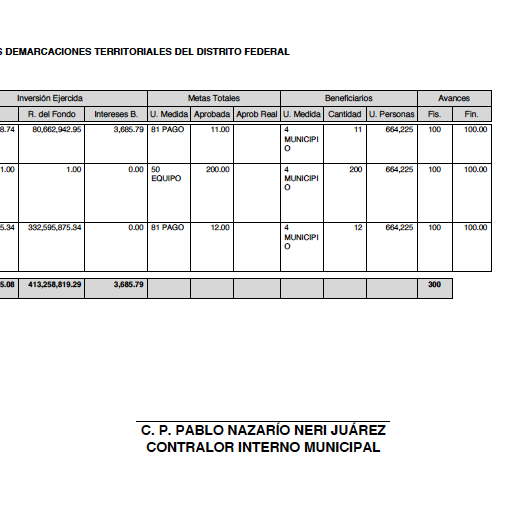 S DEMARCACIONES TERRITORIALES DEL DISTRITO FEDERAL
Inversión Ejercida Metas Totales Beneficiarios Avances
R. del Fondo Intereses B. U. Medida Aprobada Aprob Real U. Medida Cantidad U. Personas Fis. Fin.
8.74 80,662,942.95 3,685.79 81 PAGO 11.00 4 11 664,225 100 100.00
MUNICIPI
O
1.00 1.00 0.00 50 200.00 4 200 664,225 100 100.00
EQUIPO MUNICIPI
O
5.34 332,595,875.34 0.00 81 PAGO 12.00 4 12 664,225 100 100.00
MUNICIPI
O
5.08 413,258,819.29 3,685.79 300
C. P. PABLO NAZARÍO NERI JUÁREZ
CONTRALOR INTERNO MUNICIPAL